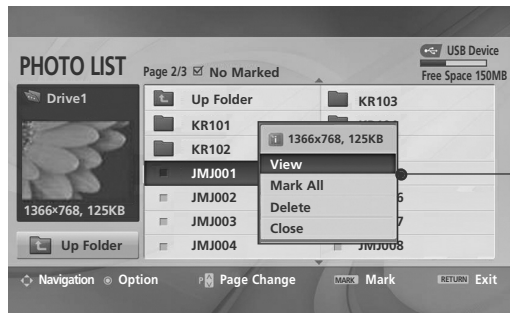 USB Device
PHOTO LIST
Page 2/3 No Marked
Free Space 150MB
Drive1
Up Folder
KR103
KR101
1366x768, 125KB
KR102
View
JMJ001
Mark All
JMJ002
6
1366×768, 125KB
Delete
JMJ003
7
Close
Up Folder
JMJ004
JMJ008
Navigation
Option
P Page Change
MARK Mark
RETURN Exit